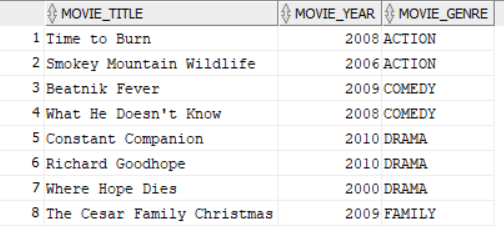 MOVIE_TITLE MOVIE_YEAR MOVIE_GENRE
1 Time to Burn 2008 ACTION
2 Smokey Mountain Wildlife 2006 ACTION
3 Beatnik Fever 2009 COMEDY
4 What He Doesn't Know 2008 COMEDY
5 Constant Companion 2010 DRAMA
6 Richard Goodhope 2010 DRAMA
7 Where Hope Dies 2000 DRAMA
8 The Cesar Family Christmas 2009 FAMILY